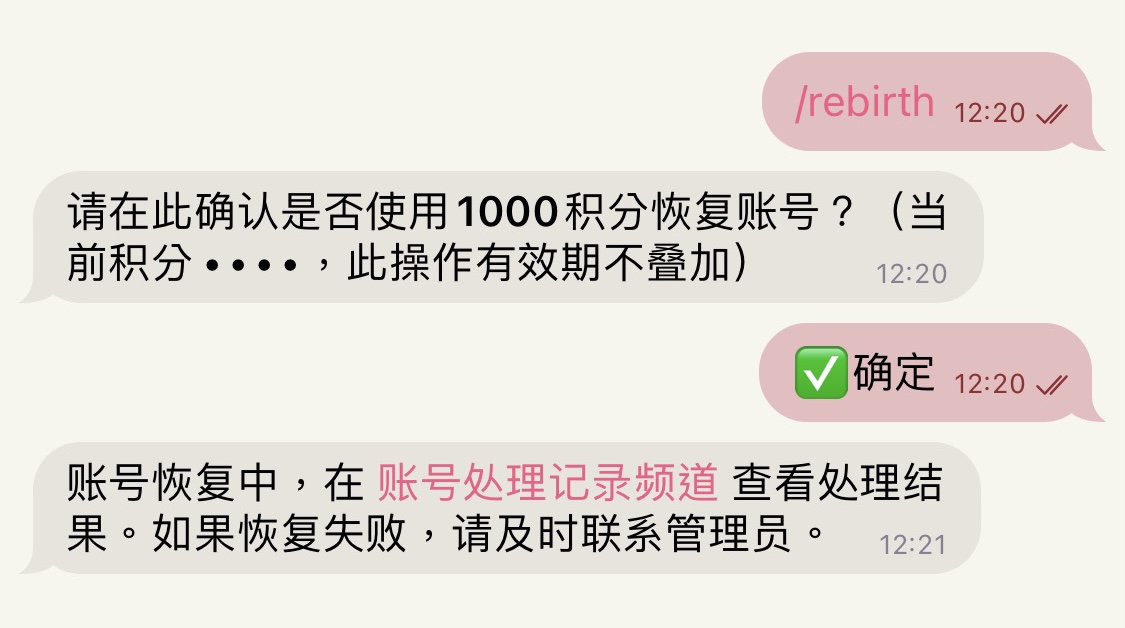 /rebirth 12:20
请在此确认是否使用1000积分恢复账号？（当
前积分••••，此操作有效期不叠加）
12:20
✅确定 12:20
账号恢复中，在 账号处理记录频道 查看处理结
果。如果恢复失败，请及时联系管理员。
12:21